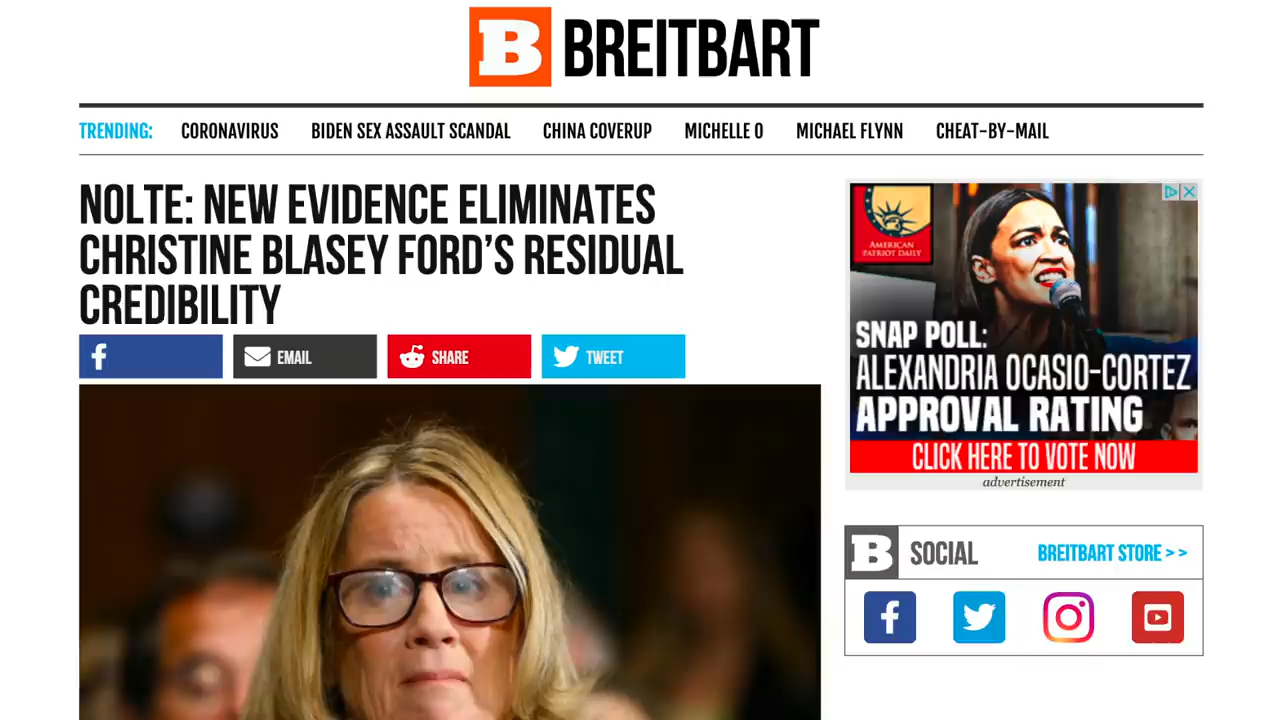 B BREITBART
TRENDING: CORONAVIRUS BIDEN SEX ASSAULT SCANDAL CHINA COVERUP MICHELLE O MICHAEL FLYNN CHEAT-BY-MAIL
NOLTE: NEW EVIDENCE ELIMINATES
CHRISTINE BLASEY FORD'S RESIDUAL
CREDIBILITY
f EMAIL SHARE TWEET
AMERICAN
PATRIOT DAILY
SNAP POLL:
ALEXANDRIA OCASIO-CORTEZ
APPROVAL RATING
CLICK HERE TO VOTE NOW
advertisement
B SOCIAL BREITBART STORE > >
f